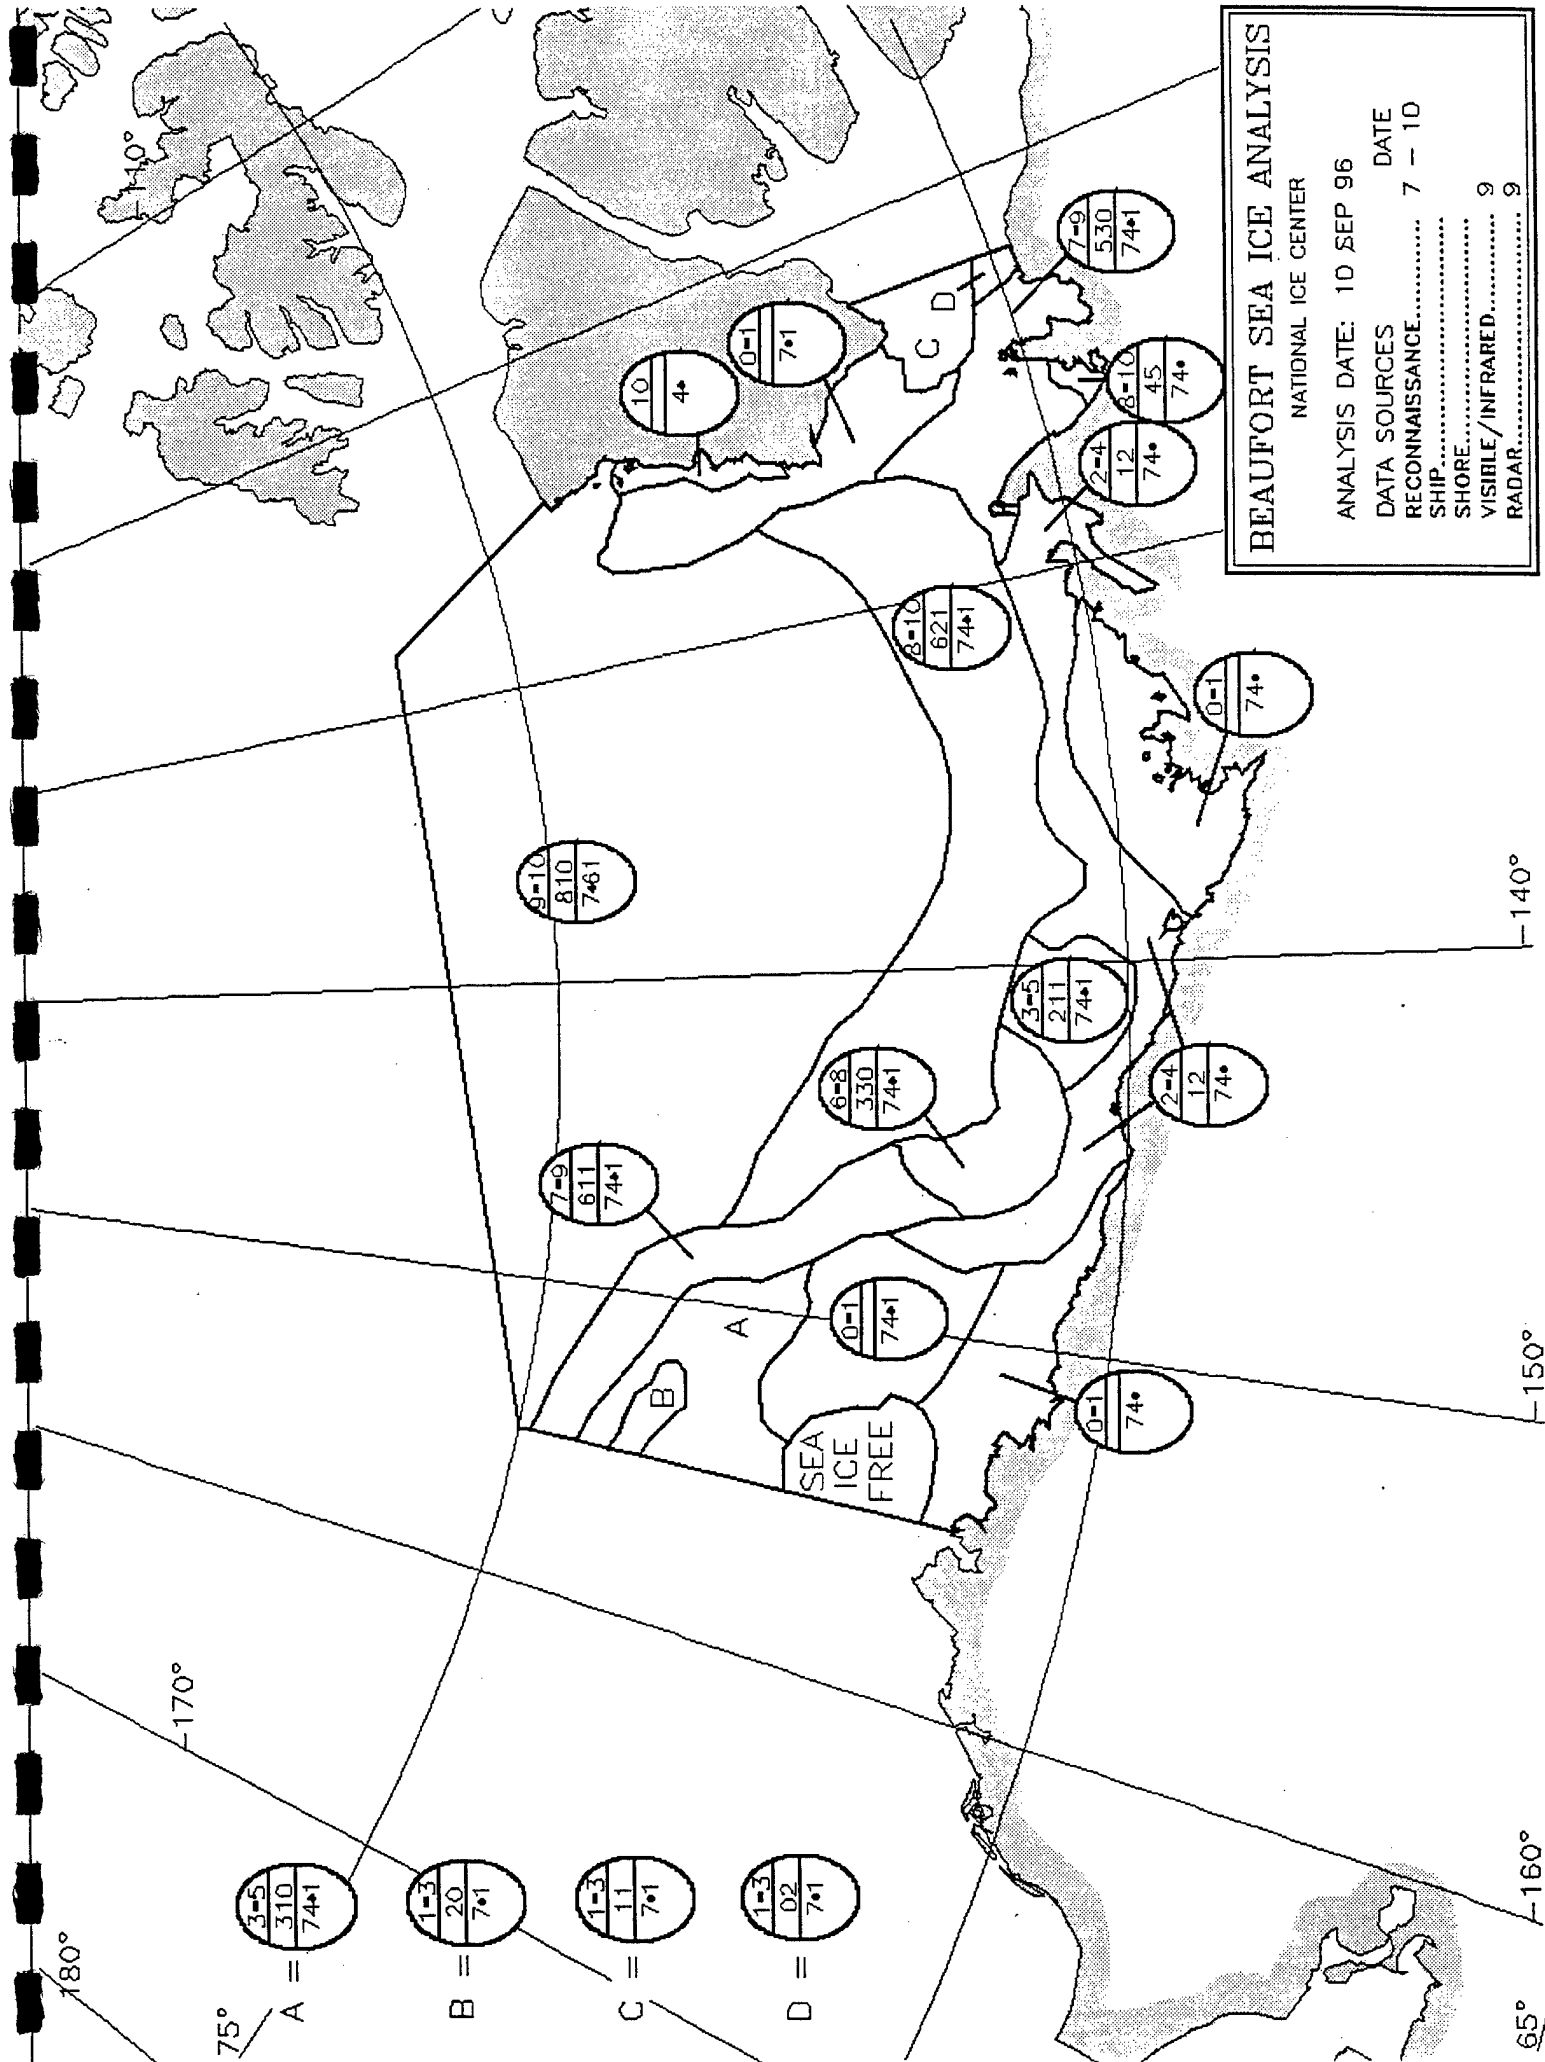 BEAUFORT SEA ICE ANALYSIS
NATIONAL ICE CENTER
ANALYSIS DATE: 10 SEP 96
DATA SOURCES DATE
RECONNAISSANCE............. 7 - 10
SHIP...............................
SHORE...........................
VISIBLE/INFRARED............. 9
RADAR........................... 9
180°
-170°
-160°
-150°
-140°
-140°
75°
65°
A =
3-5
310
74•1
B =
1-3
20
7•1
C =
1-3
11
7•1
D =
1-3
02
7•1
9-10
810
7•61
7-9
611
74•1
6-8
330
74•1
3-5
211
74•1
8-10
621
74•1
10
4•
0-1
7•1
7-9
530
74•1
8-10
45
74•
2-4
12
74•
0-1
74•
2-4
12
74•
0-1
74•1
0-1
74•
A
B
C
D
SEA
ICE
FREE